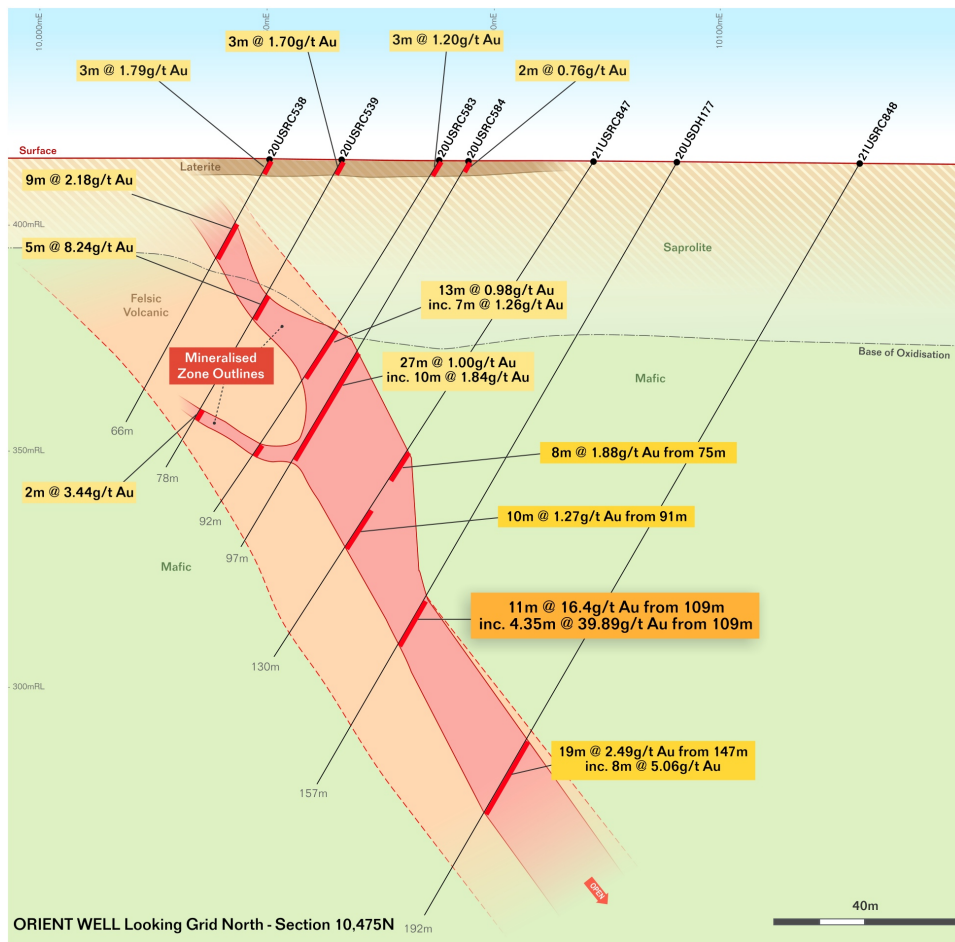 10,000mE
0mE
0mE
10100mE
3m @ 1.70g/t Au
3m @ 1.20g/t Au
3m @ 1.79g/t Au
2m @ 0.76g/t Au
20USRC538
20USRC539
20USRC583
20USRC584
21USRC847
20USDH177
21USRC848
Surface
Laterite
9m @ 2.18g/t Au
400mRL
5m @ 8.24g/t Au
Saprolite
Felsic
Volcanic
13m @ 0.98g/t Au
inc. 7m @ 1.26g/t Au
Base of Oxidisation
Mineralised
Zone Outlines
27m @ 1.00g/t Au
inc. 10m @ 1.84g/t Au
Mafic
66m
350mRL
8m @ 1.88g/t Au from 75m
78m
2m @ 3.44g/t Au
92m
10m @ 1.27g/t Au from 91m
97m
Mafic
11m @ 16.4g/t Au from 109m
inc. 4.35m @ 39.89g/t Au from 109m
130m
300mRL
19m @ 2.49g/t Au from 147m
inc. 8m @ 5.06g/t Au
157m
OPEN
40m
ORIENT WELL Looking Grid North - Section 10,475N
192m